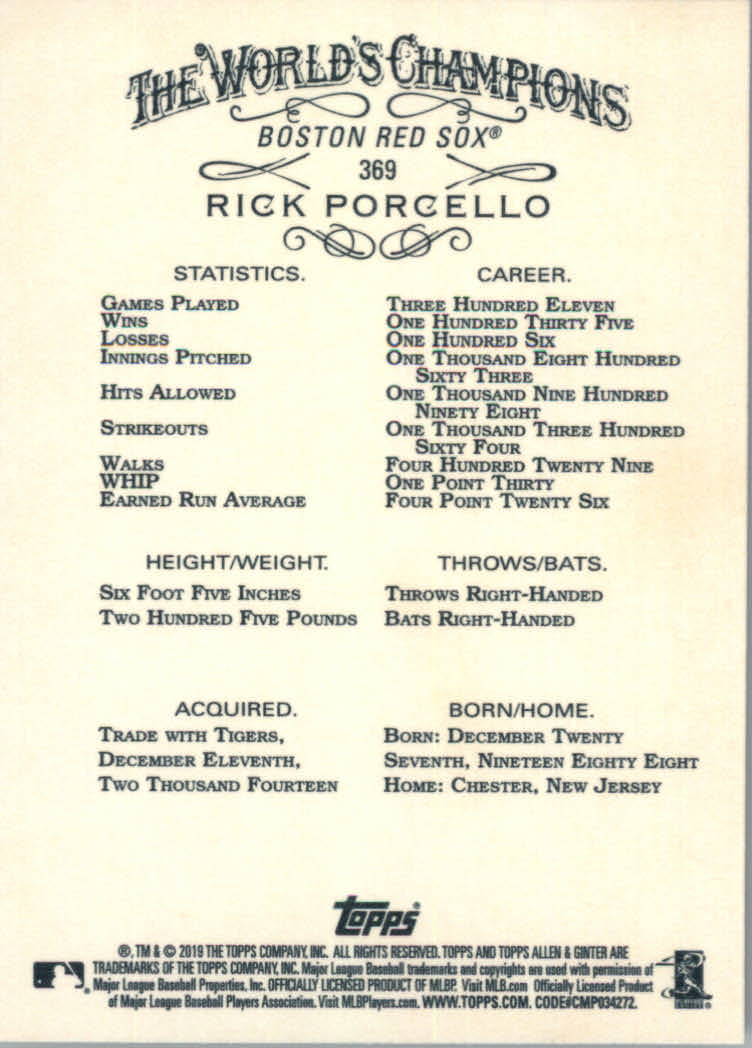 THE WORLD'S CHAMPIONS
BOSTON RED SOX®
369
RICK PORCELLO
STATISTICS. CAREER.
GAMES PLAYED THREE HUNDRED ELEVEN
WINS ONE HUNDRED THIRTY FIVE
LOSSES ONE HUNDRED SIX
INNINGS PITCHED ONE THOUSAND EIGHT HUNDRED
SIXTY THREE
HITS ALLOWED ONE THOUSAND NINE HUNDRED
NINETY EIGHT
STRIKEOUTS ONE THOUSAND THREE HUNDRED
SIXTY FOUR
WALKS FOUR HUNDRED TWENTY NINE
WHIP ONE POINT THIRTY
EARNED RUN AVERAGE FOUR POINT TWENTY SIX
HEIGHT/WEIGHT. THROWS/BATS.
SIX FOOT FIVE INCHES THROWS RIGHT-HANDED
TWO HUNDRED FIVE POUNDS BATS RIGHT-HANDED
ACQUIRED. BORN/HOME.
TRADE WITH TIGERS, BORN: DECEMBER TWENTY
DECEMBER ELEVENTH, SEVENTH, NINETEEN EIGHTY EIGHT
TWO THOUSAND FOURTEEN HOME: CHESTER, NEW JERSEY
TOPPS®
®, TM & © 2019 THE TOPPS COMPANY, INC. ALL RIGHTS RESERVED. TOPPS AND TOPPS ALLEN & GINTER ARE
TRADEMARKS OF THE TOPPS COMPANY, INC. Major League Baseball trademarks and copyrights are used with permission of
Major League Baseball Properties, Inc. OFFICIALLY LICENSED PRODUCT OF MLBP. Visit MLB.com Officially Licensed Product
of Major League Baseball Players Association. Visit MLBPlayers.com. WWW.TOPPS.COM. CODE#CMP034272.